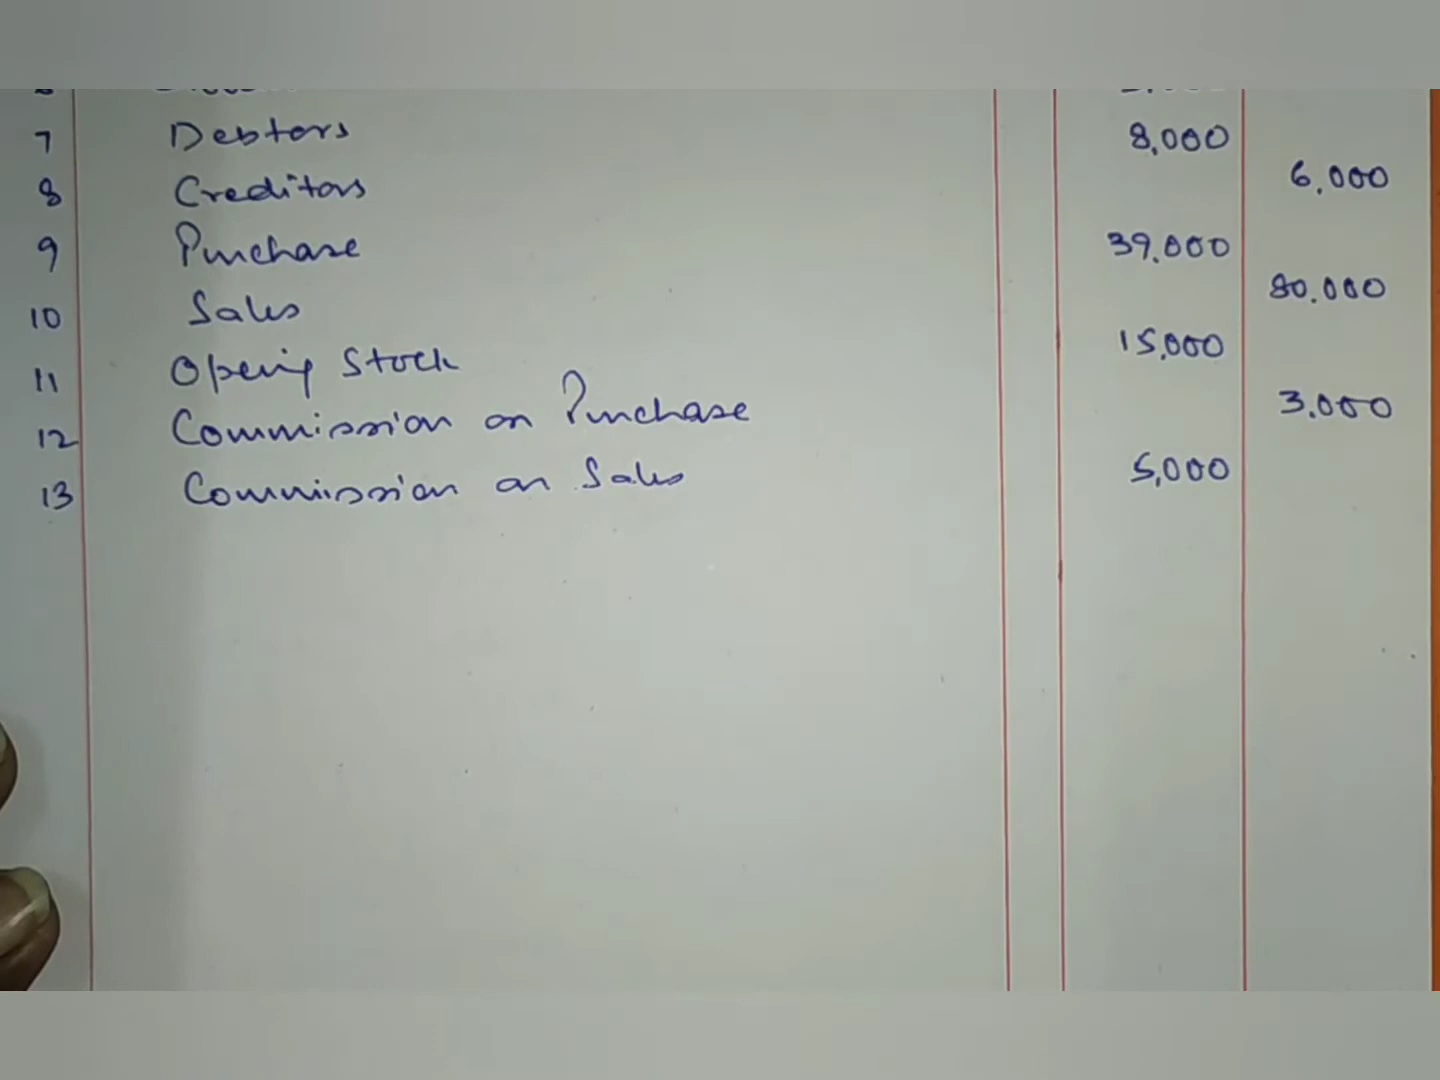 7 Debtors 8,000
8 Creditors 6,000
9 Purchase 39,000
10 Sales 80,000
11 Opening Stock 15,000
12 Commission on Purchase 3,000
13 Commission on Sales 5,000